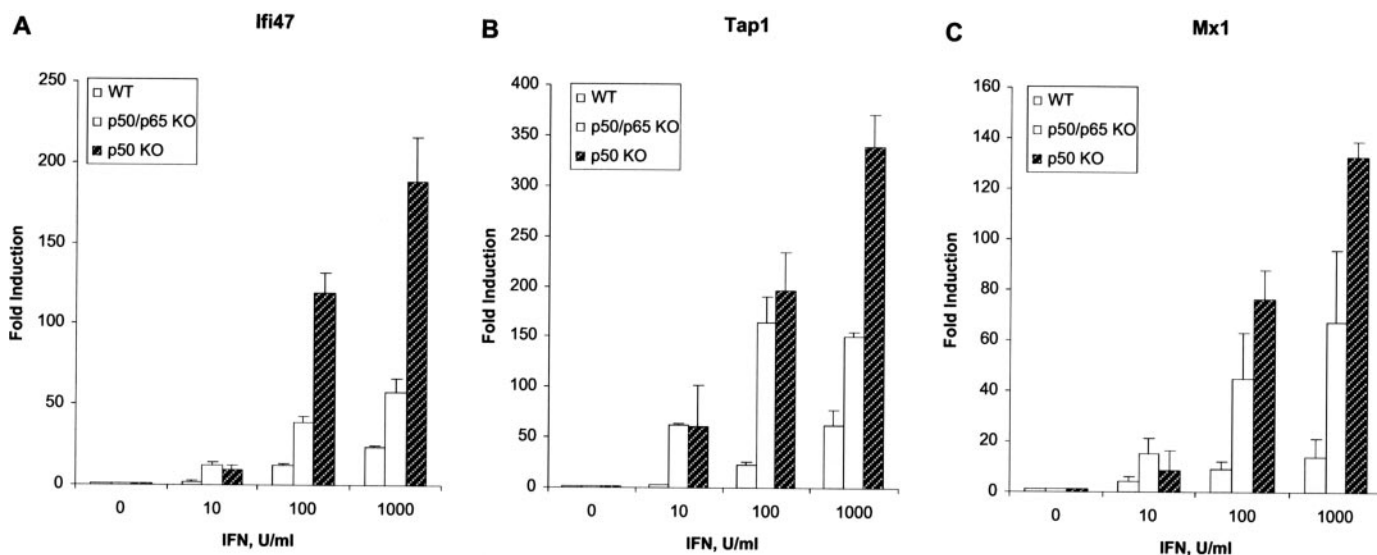 A
Ifi47
250
200
150
100
50
0
Fold Induction
WT
p50/p65 KO
p50 KO
0 10 100 1000
IFN, U/ml
B
Tap1
400
350
300
250
200
150
100
50
0
Fold Induction
WT
p50/p65 KO
p50 KO
0 10 100 1000
IFN, U/ml
C
Mx1
160
140
120
100
80
60
40
20
0
Fold Induction
WT
p50/p65 KO
p50 KO
0 10 100 1000
IFN, U/ml